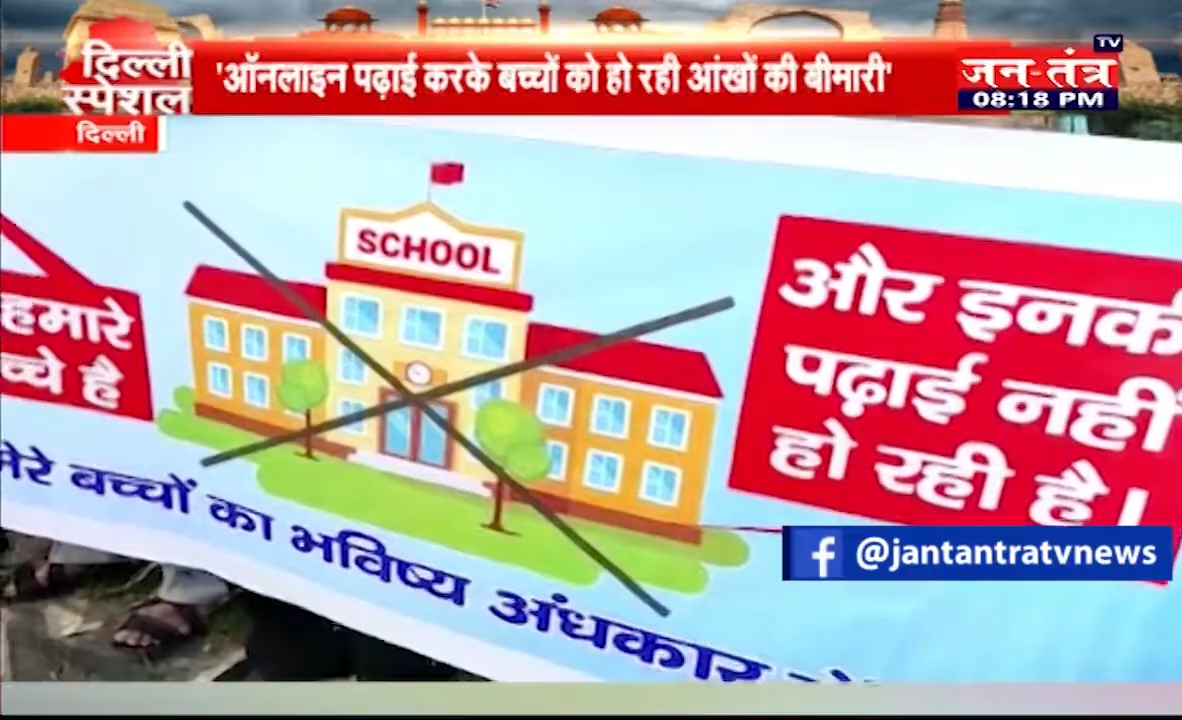 दिल्ली
स्पेशल
'ऑनलाइन पढ़ाई करके बच्चों को हो रही आंखों की बीमारी'
TV
जन-तंत्र
08:18 PM
दिल्ली
SCHOOL
हमारे
है
और इनकी
पढ़ाई नहीं
हो रही है।
बच्चों का भविष्य अंधकार
@jantantratvnews